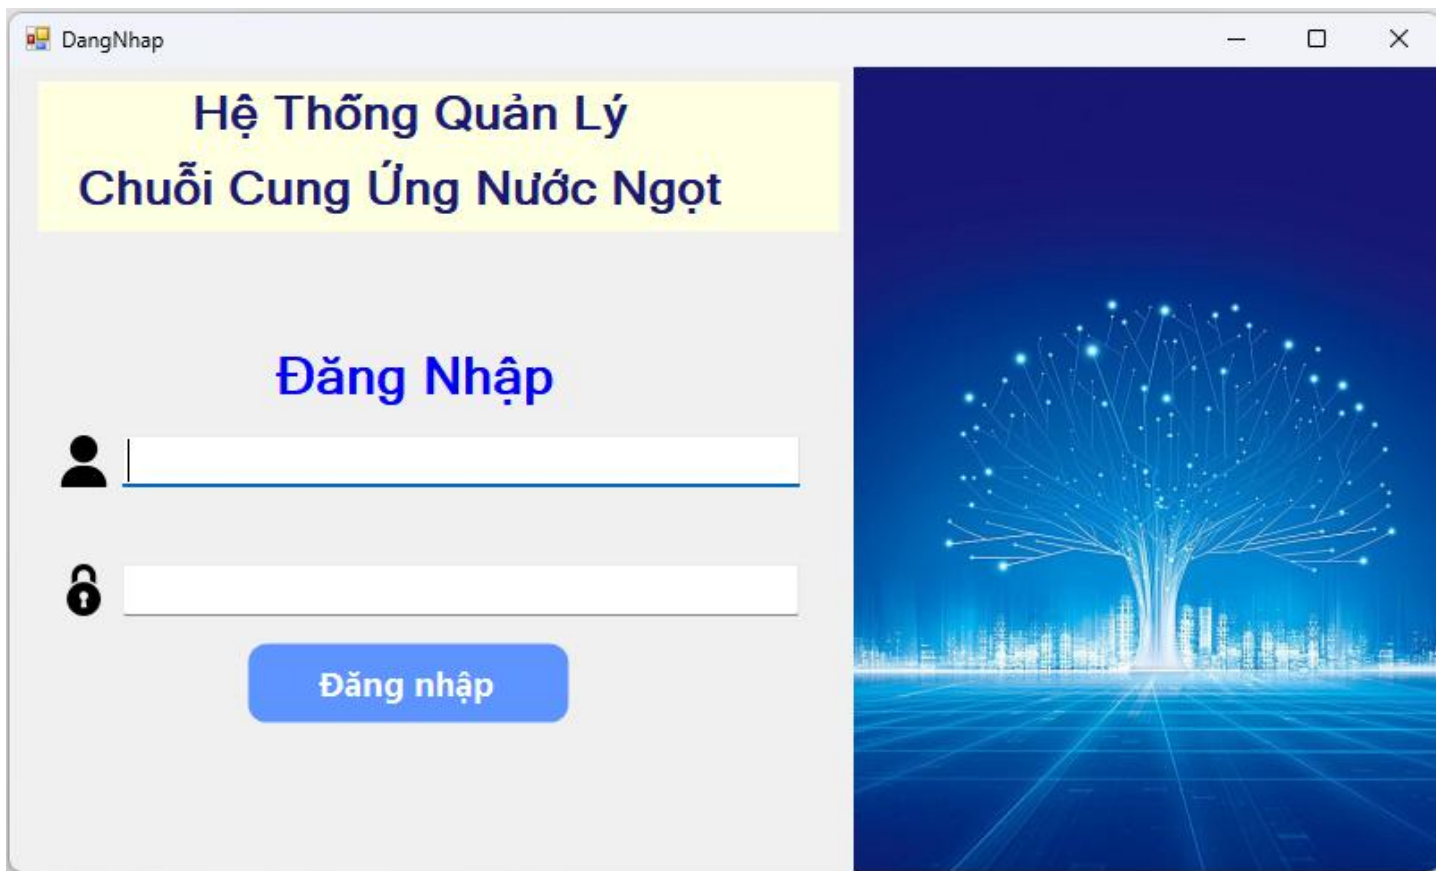 DangNhap
Hệ Thống Quản Lý
Chuỗi Cung Ứng Nước Ngọt
Đăng Nhập
Đăng nhập